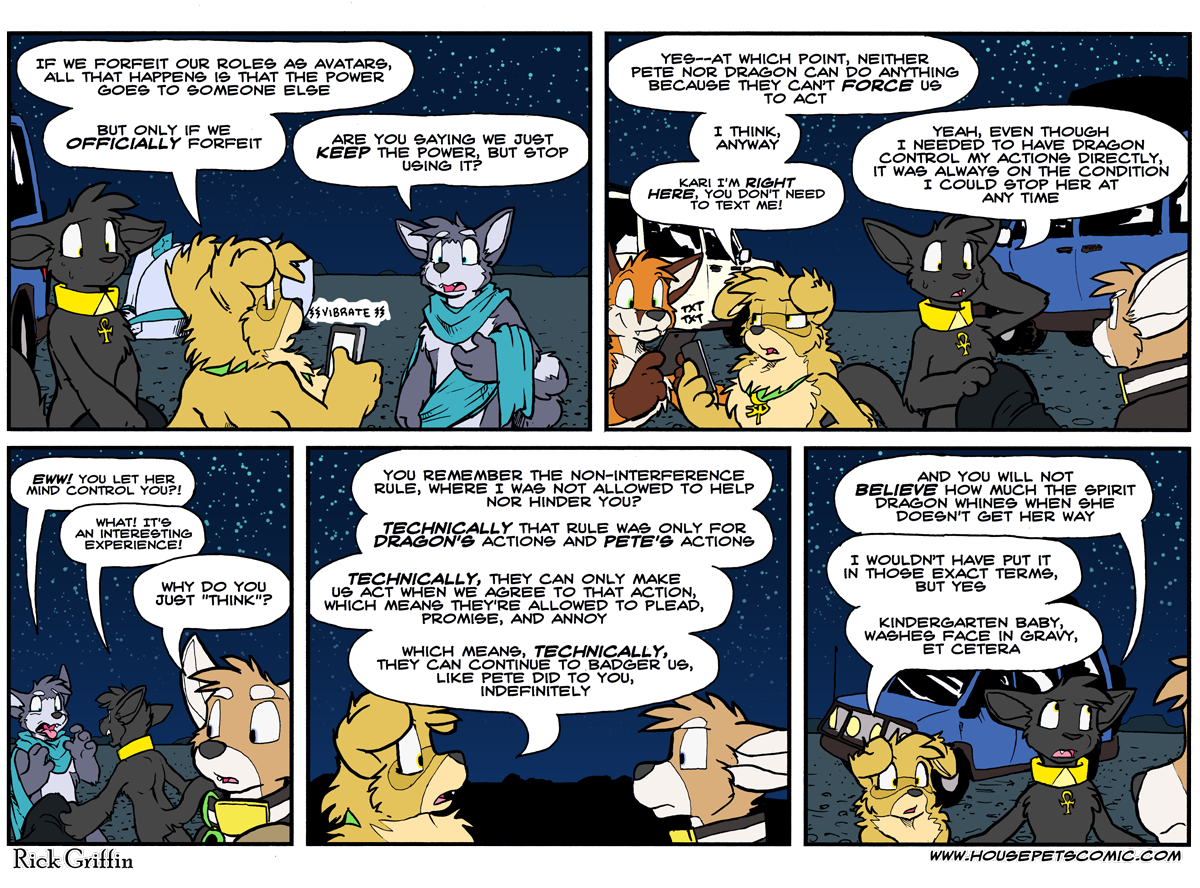 IF WE FORFEIT OUR ROLES AS AVATARS,
ALL THAT HAPPENS IS THAT THE POWER
GOES TO SOMEONE ELSE
BUT ONLY IF WE
OFFICIALLY FORFEIT
ARE YOU SAYING WE JUST
KEEP THE POWER, BUT STOP
USING IT?
VIBRATE
YES--AT WHICH POINT, NEITHER
PETE NOR DRAGON CAN DO ANYTHING
BECAUSE THEY CAN'T FORCE US
TO ACT
I THINK,
ANYWAY
KARI I'M RIGHT
HERE, YOU DON'T NEED
TO TEXT ME!
YEAH, EVEN THOUGH
I NEEDED TO HAVE DRAGON
CONTROL MY ACTIONS DIRECTLY,
IT WAS ALWAYS ON THE CONDITION
I COULD STOP HER AT
ANY TIME
TXT
TXT
EWW! YOU LET HER
MIND CONTROL YOU?!
WHAT! IT'S
AN INTERESTING
EXPERIENCE!
WHY DO YOU
JUST "THINK"?
YOU REMEMBER THE NON-INTERFERENCE
RULE, WHERE I WAS NOT ALLOWED TO HELP
NOR HINDER YOU?
TECHNICALLY THAT RULE WAS ONLY FOR
DRAGON'S ACTIONS AND PETE'S ACTIONS
TECHNICALLY, THEY CAN ONLY MAKE
US ACT WHEN WE AGREE TO THAT ACTION,
WHICH MEANS THEY'RE ALLOWED TO PLEAD,
PROMISE, AND ANNOY
WHICH MEANS, TECHNICALLY,
THEY CAN CONTINUE TO BADGER US,
LIKE PETE DID TO YOU,
INDEFINITELY
AND YOU WILL NOT
BELIEVE HOW MUCH THE SPIRIT
DRAGON WHINES WHEN SHE
DOESN'T GET HER WAY
I WOULDN'T HAVE PUT IT
IN THOSE EXACT TERMS,
BUT YES
KINDERGARTEN BABY,
WASHES FACE IN GRAVY,
ET CETERA
Rick Griffin
WWW.HOUSEPETSCOMIC.COM